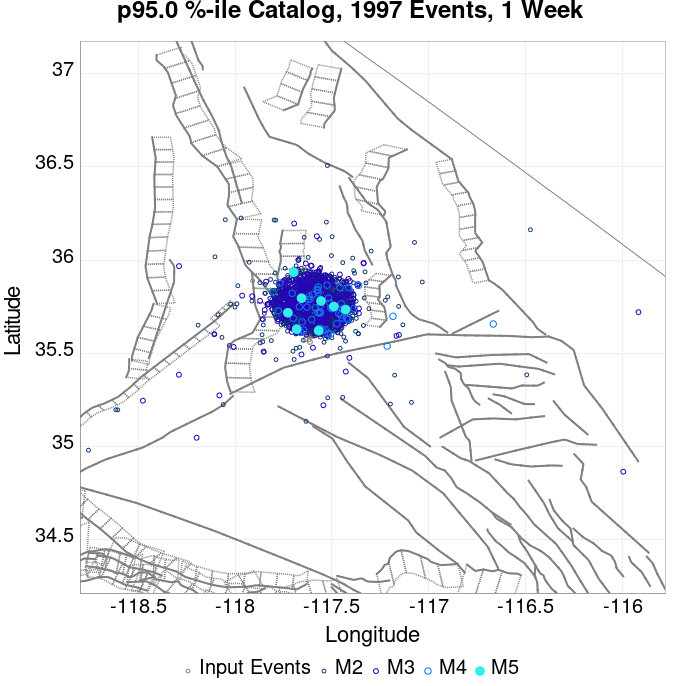 p95.0 %-ile Catalog, 1997 Events, 1 Week
37
36.5
36
35.5
35
34.5
Latitude
-118.5 -118 -117.5 -117 -116.5 -116
Longitude
Input Events M2 M3 M4 M5